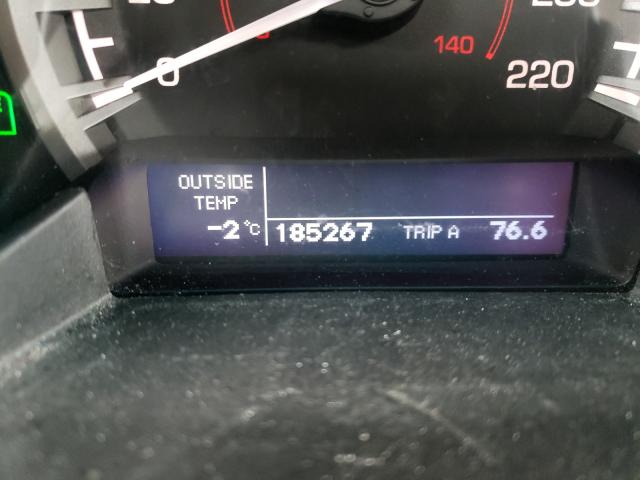 0
140
220
OUTSIDE
TEMP
-2°C
185267 TRIP A 76.6